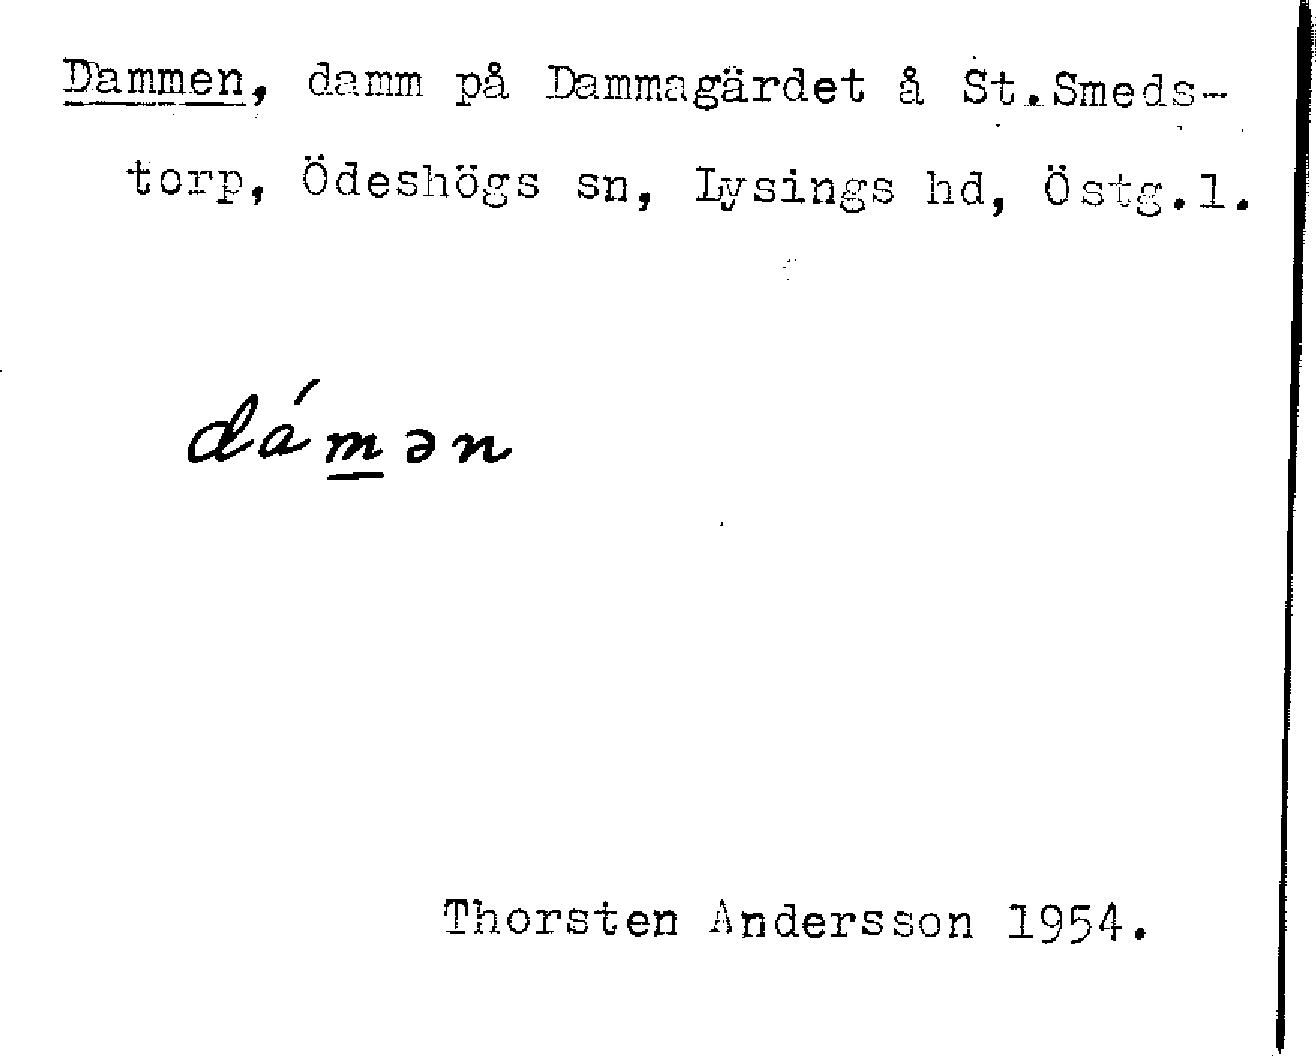 Dammen, damm på Dammagärdet å St.Smeds-
torp, Ödeshögs sn, Lysings hd, Östg.l.
dámən
Thorsten Andersson 1954.